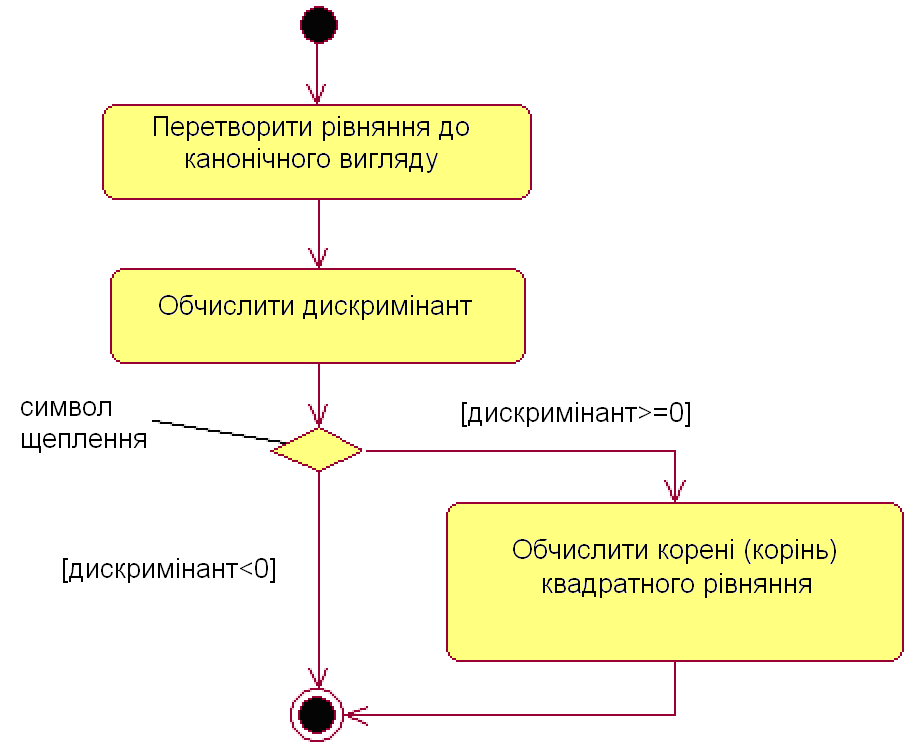 Перетворити рівняння до
канонічного вигляду
Обчислити дискримінант
символ
щеплення
[дискримінант>=0]
[дискримінант<0]
Обчислити корені (корінь)
квадратного рівняння